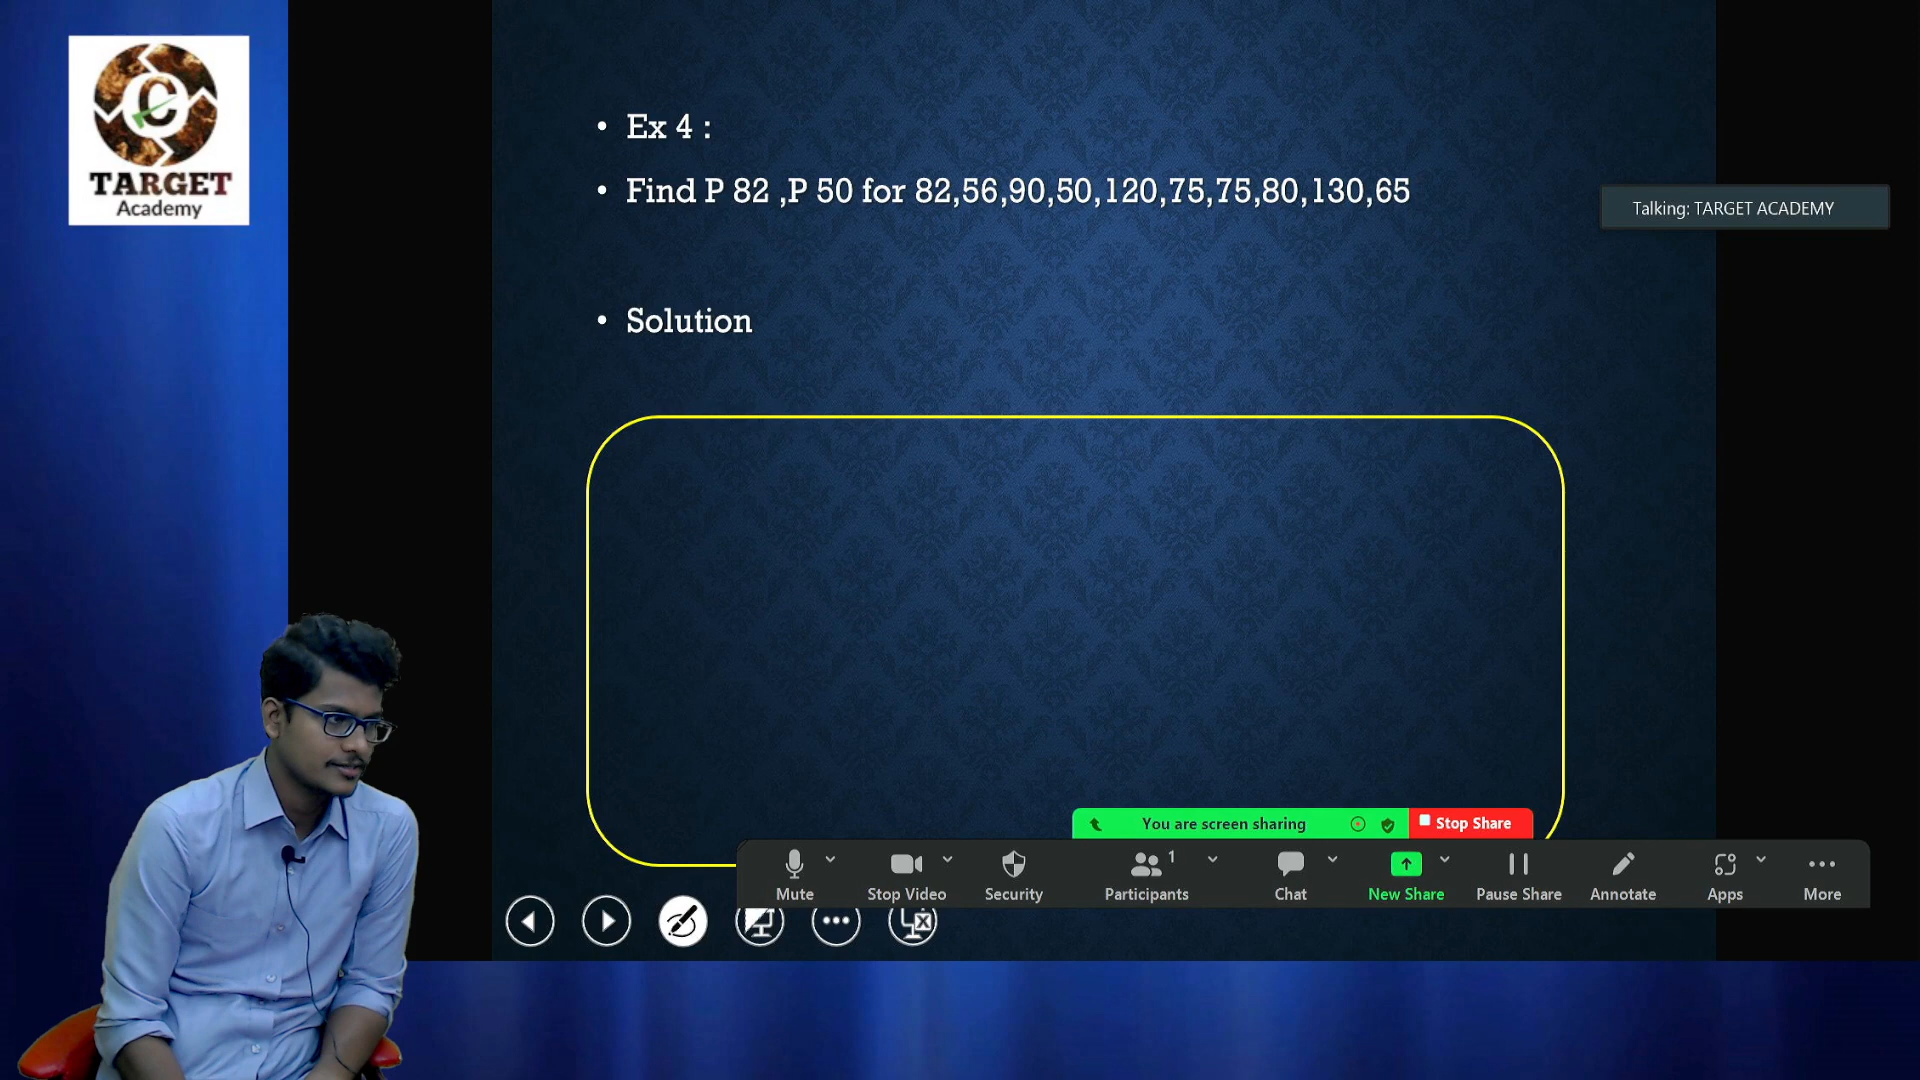 C
TARGET
Academy
• Ex 4 :
• Find P 82 ,P 50 for 82,56,90,50,120,75,75,80,130,65
Talking: TARGET ACADEMY
• Solution
You are screen sharing
Stop Share
1
Mute
Stop Video
Security
Participants
Chat
New Share
Pause Share
Annotate
Apps
More